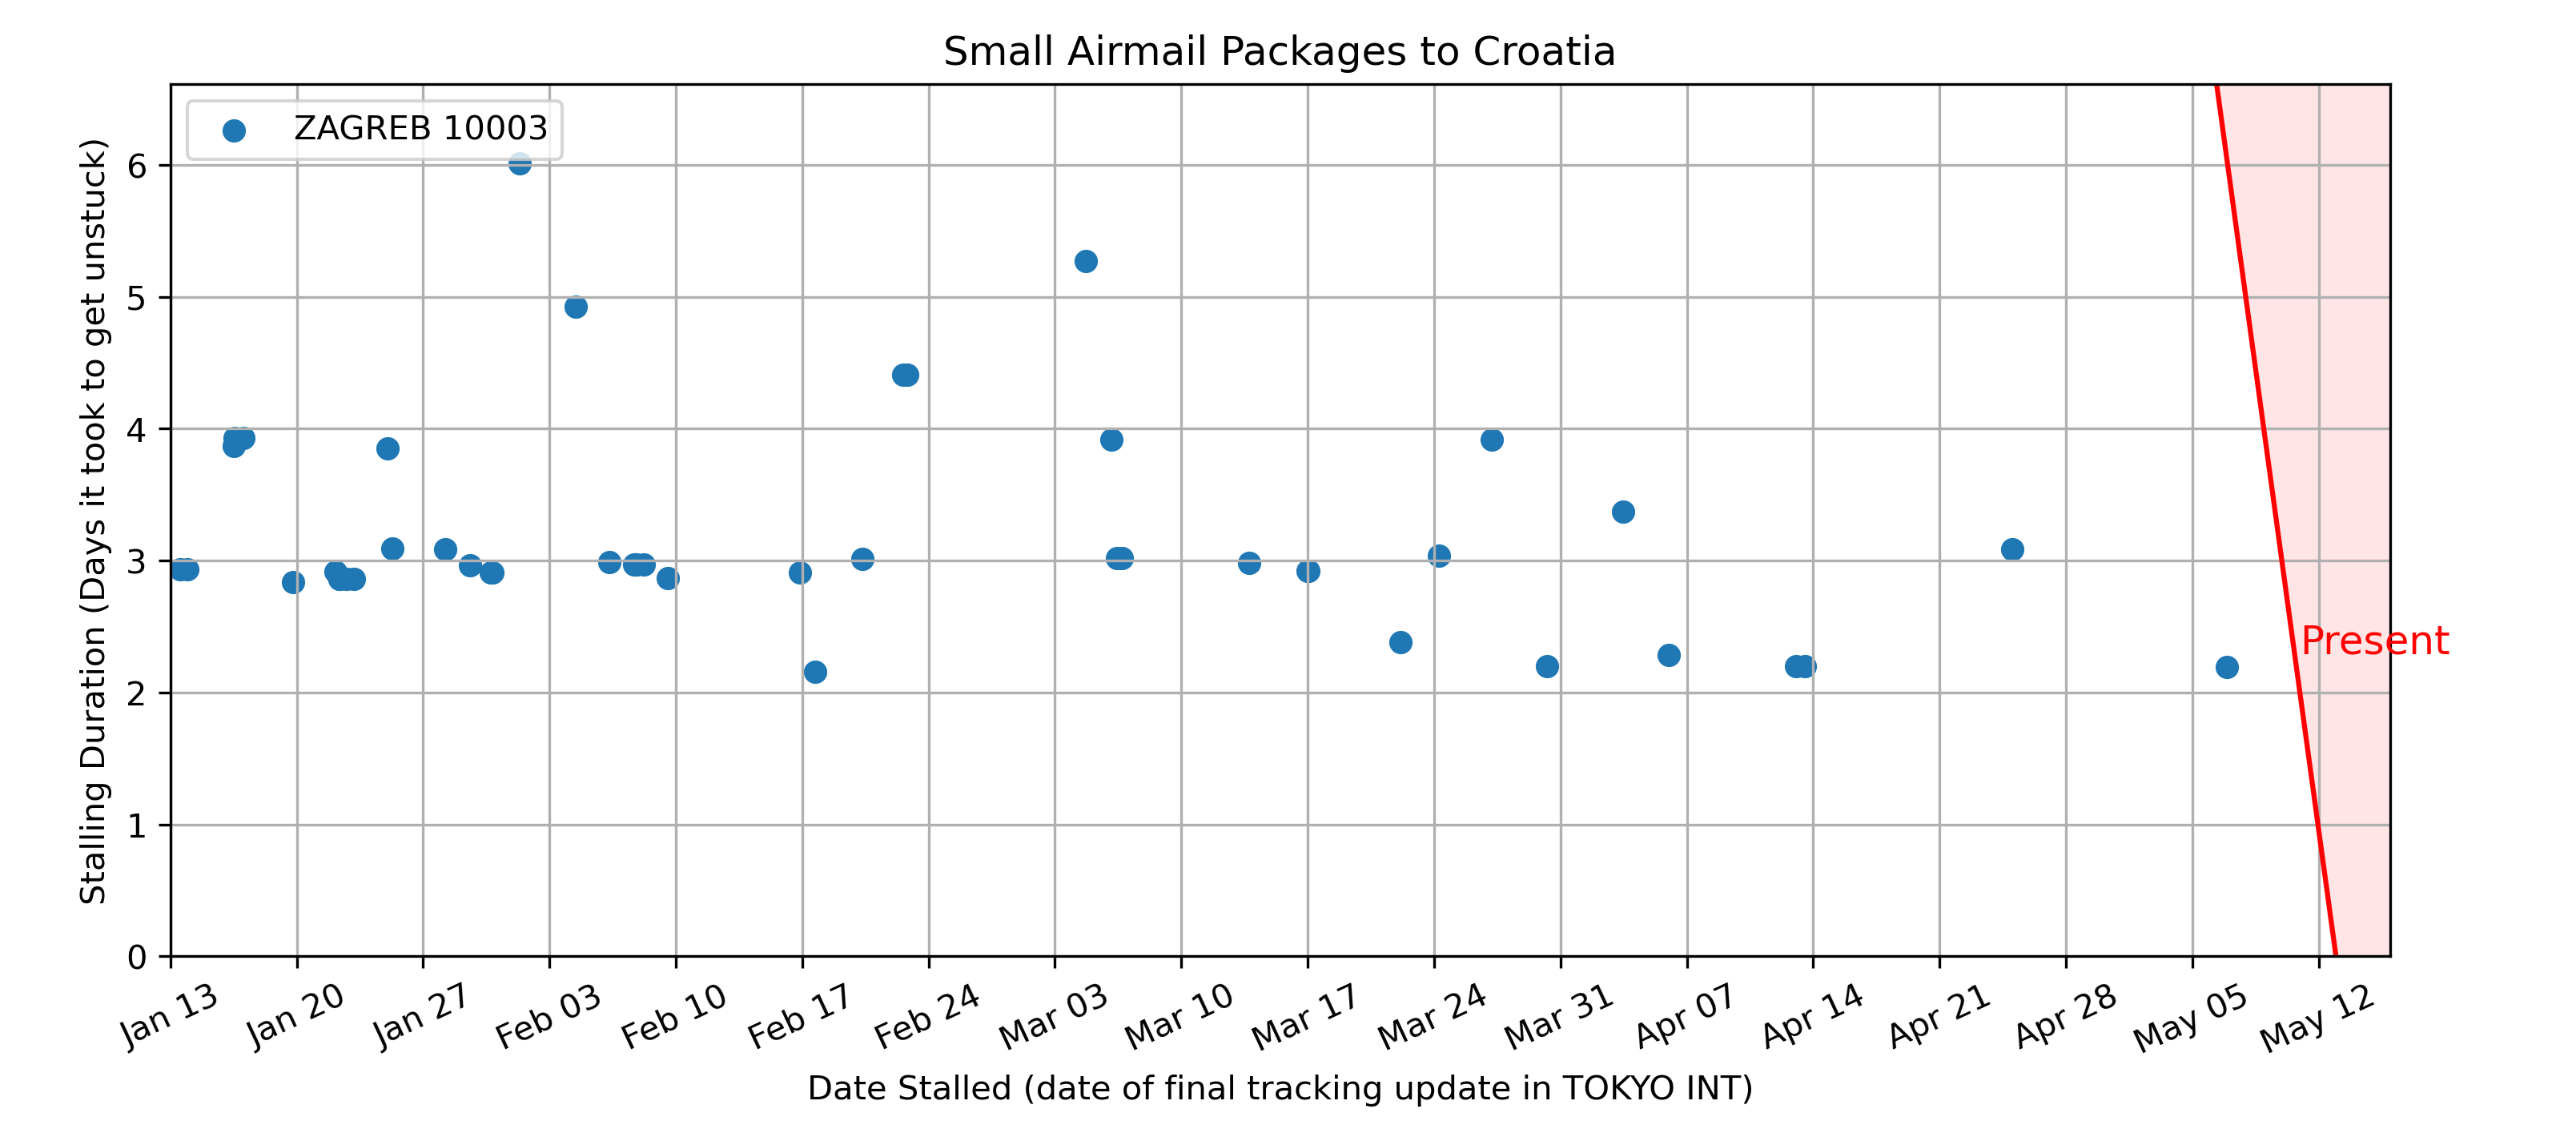 Small Airmail Packages to Croatia
ZAGREB 10003
Stalling Duration (Days it took to get unstuck)
6
5
4
3
2
1
0
Present
Jan 13
Jan 20
Jan 27
Feb 03
Feb 10
Feb 17
Feb 24
Mar 03
Mar 10
Mar 17
Mar 24
Mar 31
Apr 07
Apr 14
Apr 21
Apr 28
May 05
May 12
Date Stalled (date of final tracking update in TOKYO INT)